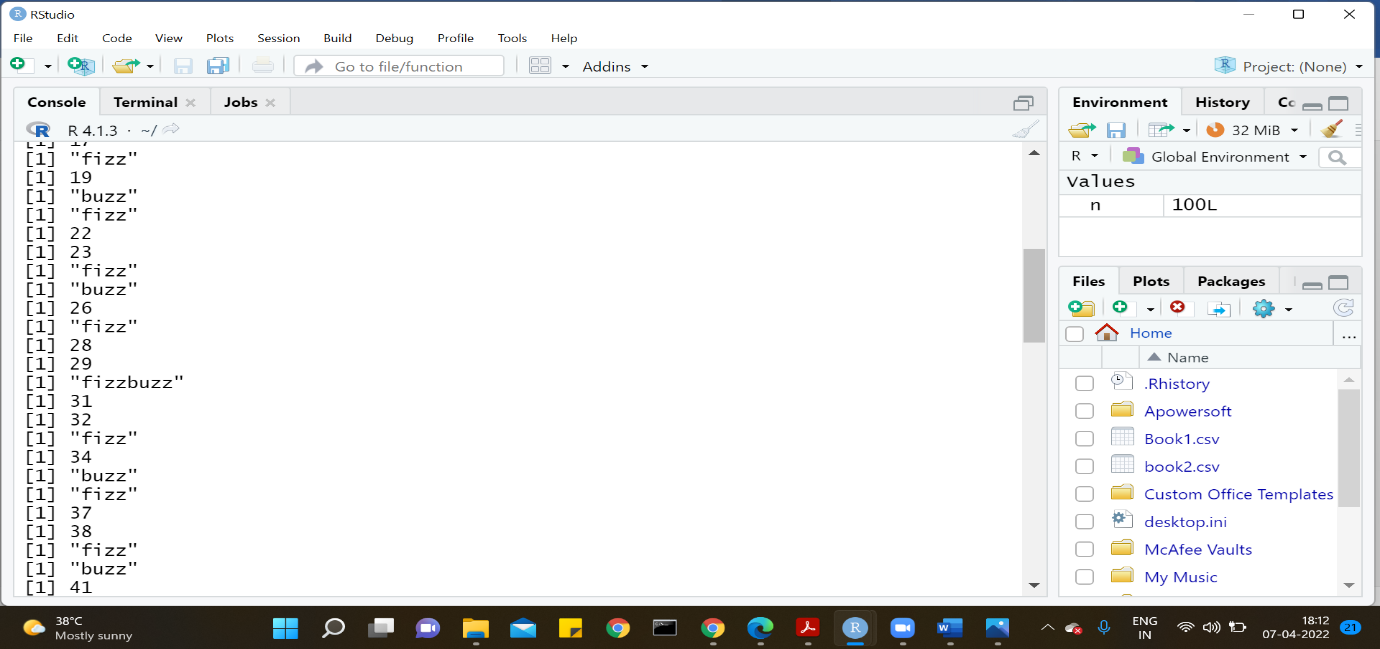 RStudio
File Edit Code View Plots Session Build Debug Profile Tools Help
Go to file/function Addins Project: (None)
Console Terminal Jobs
R 4.1.3 · ~/
[1] 17
[1] "fizz"
[1] 19
[1] "buzz"
[1] "fizz"
[1] 22
[1] 23
[1] "fizz"
[1] "buzz"
[1] 26
[1] "fizz"
[1] 28
[1] 29
[1] "fizzbuzz"
[1] 31
[1] 32
[1] "fizz"
[1] 34
[1] "buzz"
[1] "fizz"
[1] 37
[1] 38
[1] "fizz"
[1] "buzz"
[1] 41
Environment History Co
32 MiB
R Global Environment
Values
n 100L
Files Plots Packages
Home ...
Name
.Rhistory
Apowersoft
Book1.csv
book2.csv
Custom Office Templates
desktop.ini
McAfee Vaults
My Music
38°C
Mostly sunny
ENG
IN
18:12
07-04-2022
21